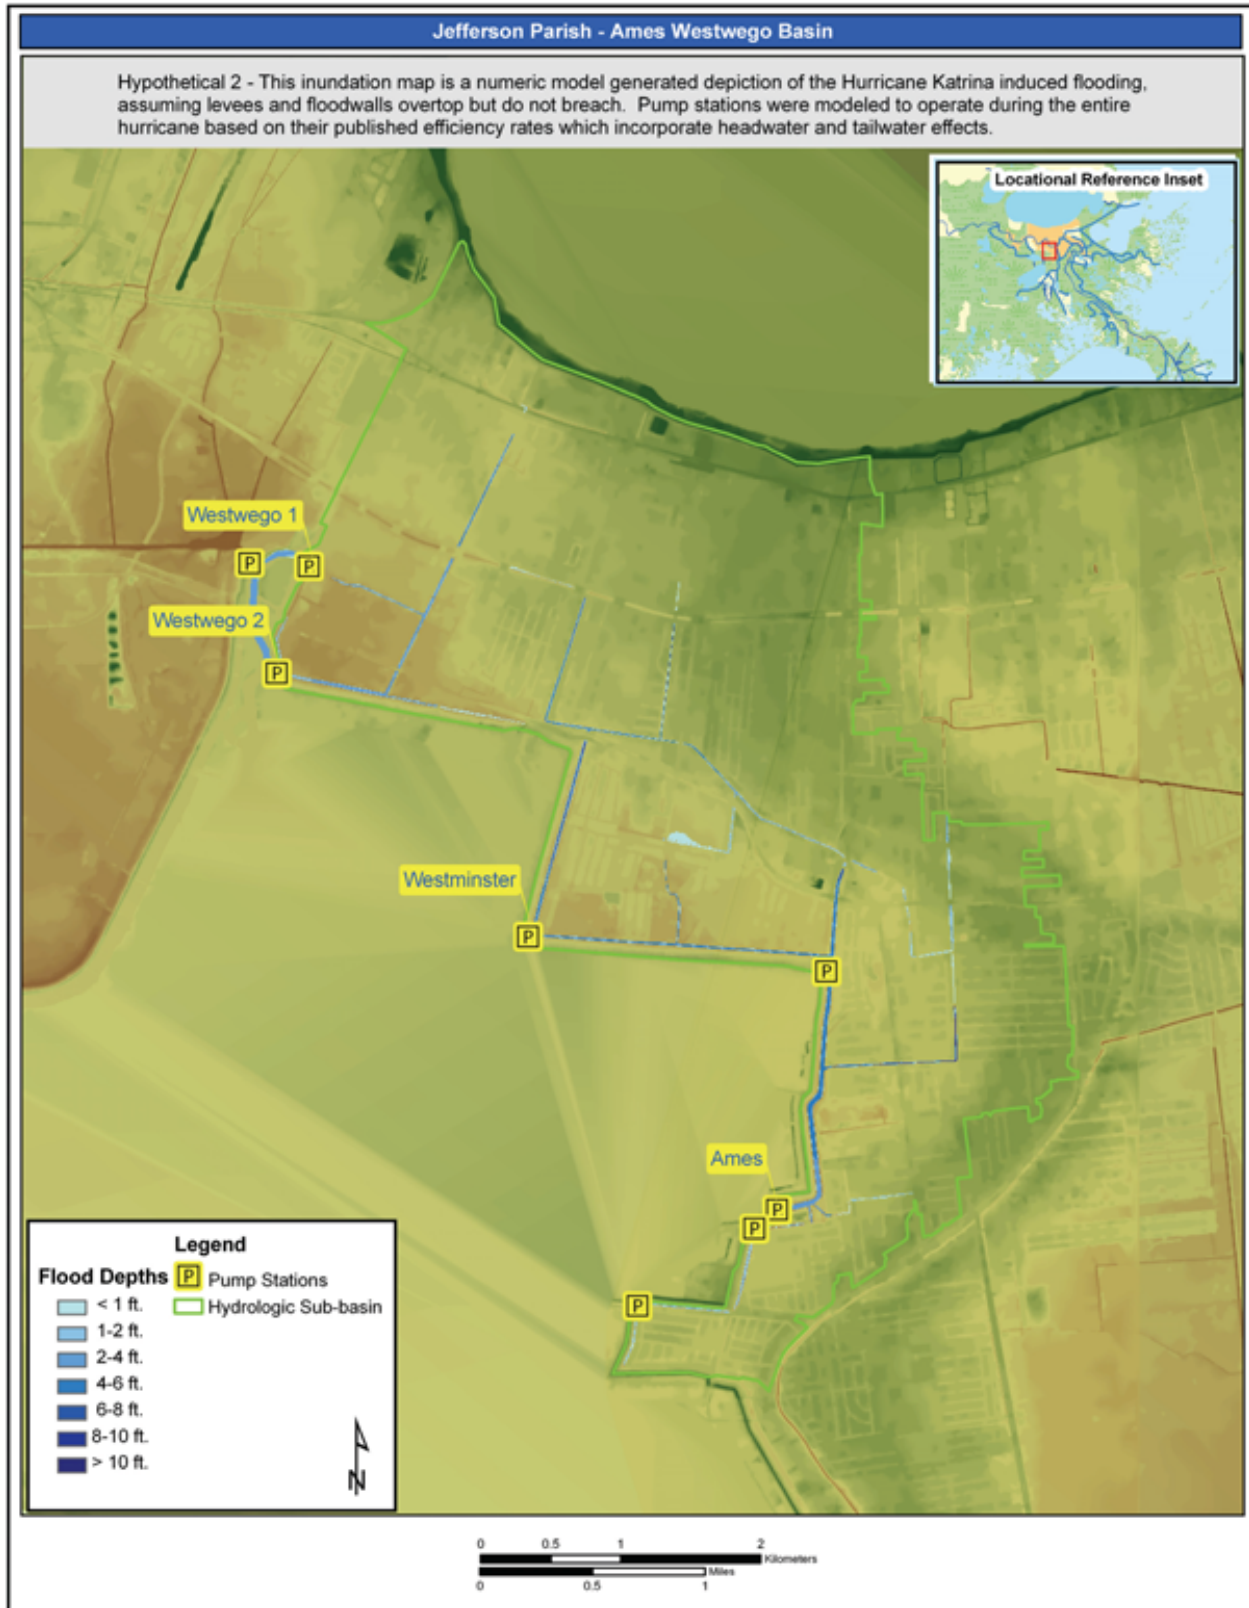 Jefferson Parish - Ames Westwego Basin
Hypothetical 2 - This inundation map is a numeric model generated depiction of the Hurricane Katrina induced flooding,
assuming levees and floodwalls overtop but do not breach. Pump stations were modeled to operate during the entire
hurricane based on their published efficiency rates which incorporate headwater and tailwater effects.
Locational Reference Inset
Westwego 1
P
P
Westwego 2
P
Westminster
P
P
Ames
P
P
P
Legend
Flood Depths
P Pump Stations
Hydrologic Sub-basin
< 1 ft.
1-2 ft.
2-4 ft.
4-6 ft.
6-8 ft.
8-10 ft.
> 10 ft.
N
0 0.5 1 2
Kilometers
Miles
0 0.5 1